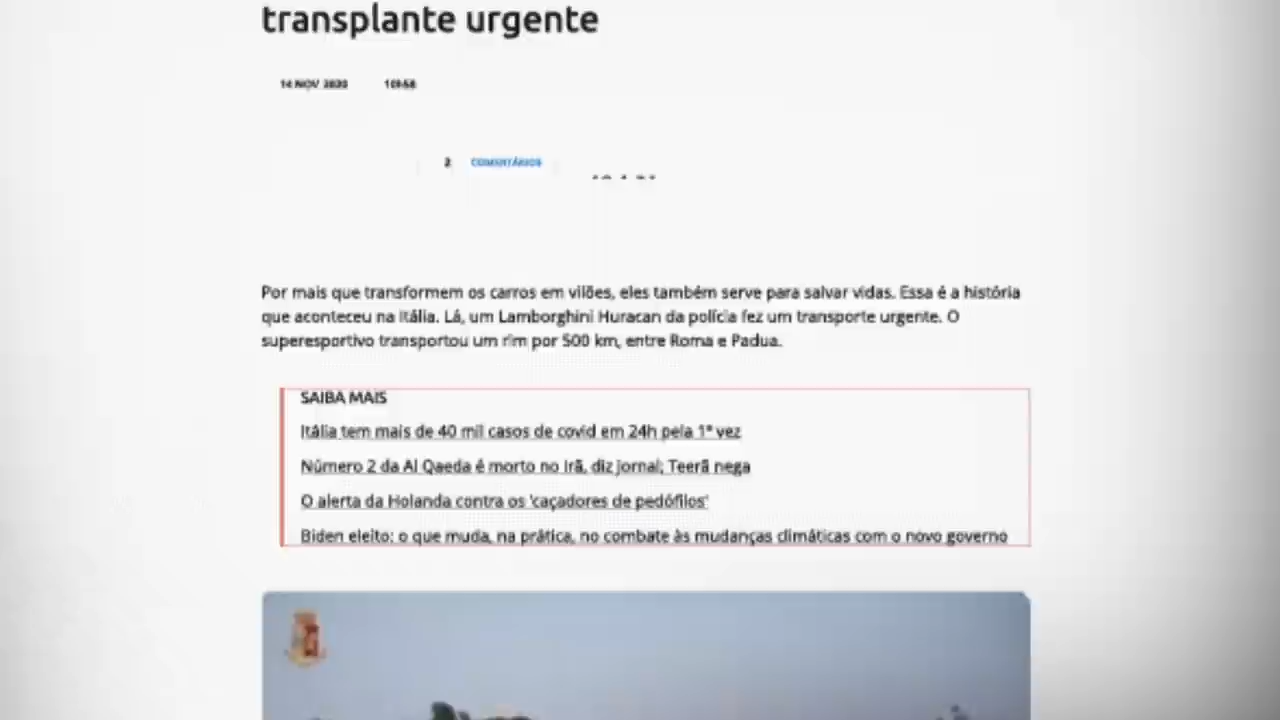 transplante urgente
14 NOV 2020 10h58
2 COMENTÁRIOS
Por mais que transformem os carros em vilões, eles também serve para salvar vidas. Essa é a história
que aconteceu na Itália. Lá, um Lamborghini Huracan da polícia fez um transporte urgente. O
superesportivo transportou um rim por 500 km, entre Roma e Padua.
SAIBA MAIS
Itália tem mais de 40 mil casos de covid em 24h pela 1ª vez
Número 2 da Al Qaeda é morto no Irã, diz jornal; Teerã nega
O alerta da Holanda contra os 'caçadores de pedófilos'
Biden eleito: o que muda, na prática, no combate às mudanças climáticas com o novo governo